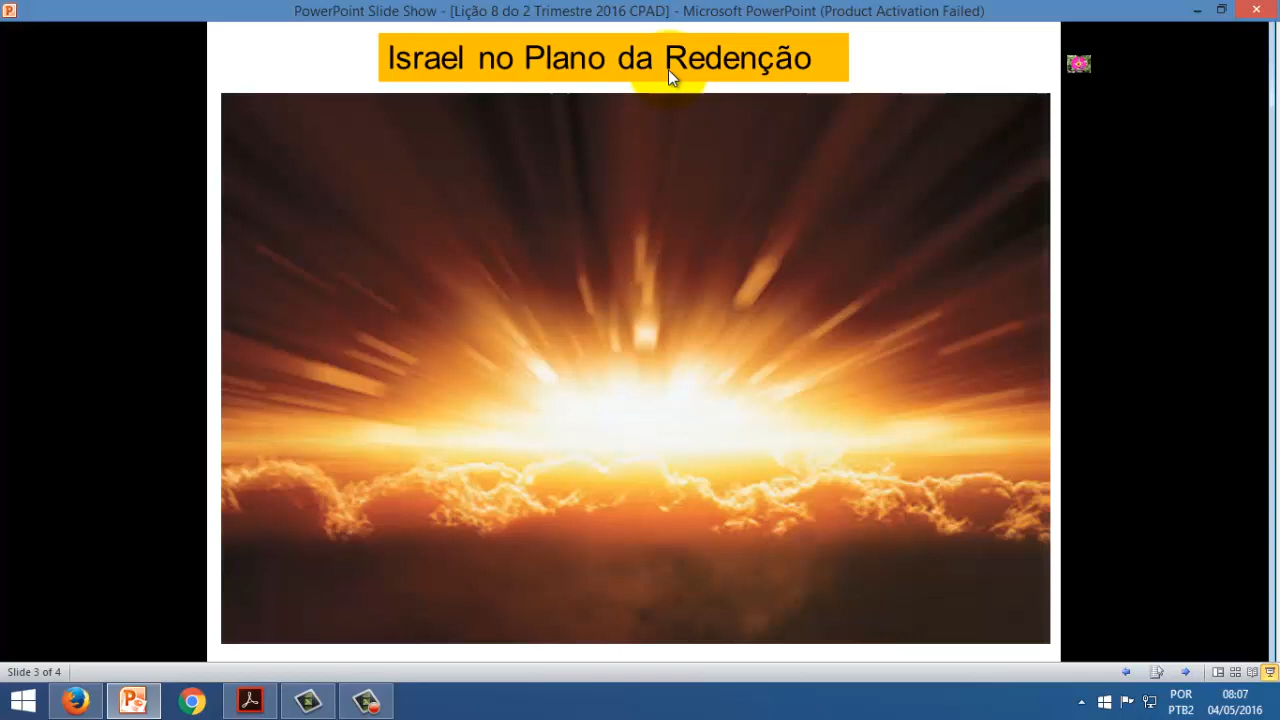 PowerPoint Slide Show - [Lição 8 do 2 Trimestre 2016 CPAD] - Microsoft PowerPoint (Product Activation Failed)
Israel no Plano da Redenção
Slide 3 of 4
POR
PTB2
08:07
04/05/2016